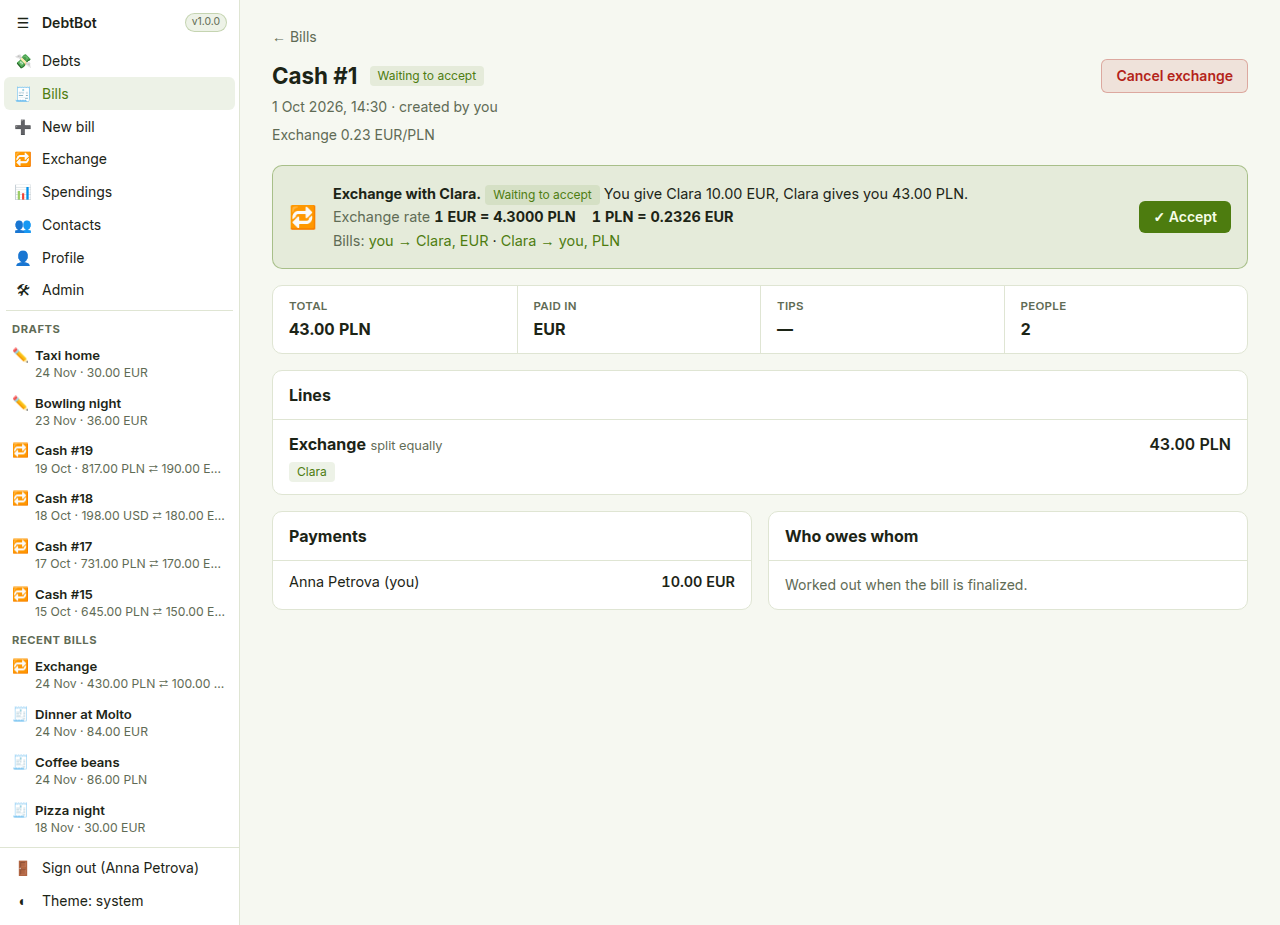 DebtBot
v1.0.0
Debts
Bills
New bill
Exchange
Spendings
Contacts
Profile
Admin
DRAFTS
Taxi home
24 Nov · 30.00 EUR
Bowling night
23 Nov · 36.00 EUR
Cash #19
19 Oct · 817.00 PLN ⇄ 190.00 E...
Cash #18
18 Oct · 198.00 USD ⇄ 180.00 E...
Cash #17
17 Oct · 731.00 PLN ⇄ 170.00 E...
Cash #15
15 Oct · 645.00 PLN ⇄ 150.00 E...
RECENT BILLS
Exchange
24 Nov · 430.00 PLN ⇄ 100.00 ...
Dinner at Molto
24 Nov · 84.00 EUR
Coffee beans
24 Nov · 86.00 PLN
Pizza night
18 Nov · 30.00 EUR
Sign out (Anna Petrova)
Theme: system
← Bills
Cash #1 Waiting to accept
Cancel exchange
1 Oct 2026, 14:30 · created by you
Exchange 0.23 EUR/PLN
Exchange with Clara. Waiting to accept You give Clara 10.00 EUR, Clara gives you 43.00 PLN.
Exchange rate 1 EUR = 4.3000 PLN 1 PLN = 0.2326 EUR
Bills: you → Clara, EUR · Clara → you, PLN
✓ Accept
TOTAL
43.00 PLN
PAID IN
EUR
TIPS
—
PEOPLE
2
Lines
Exchange split equally
43.00 PLN
Clara
Payments
Anna Petrova (you)
10.00 EUR
Who owes whom
Worked out when the bill is finalized.